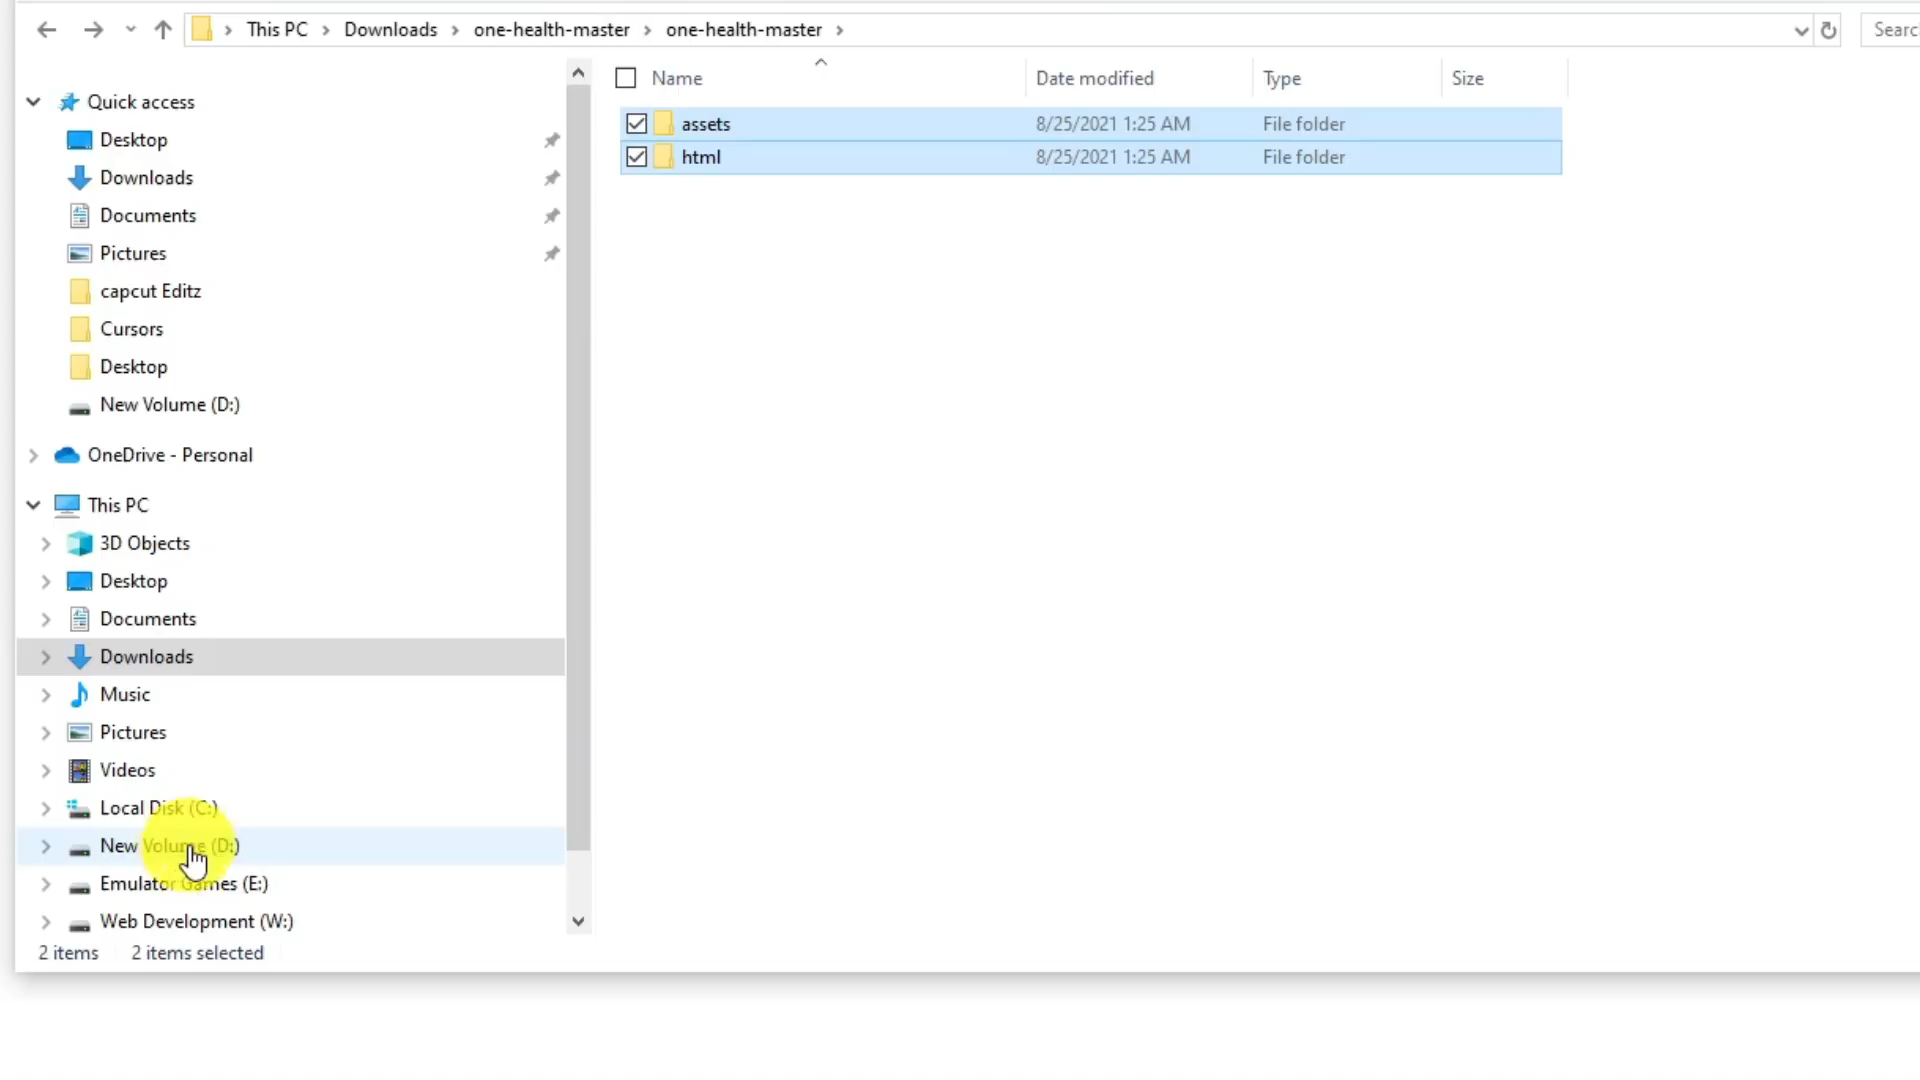 This PC > Downloads > one-health-master > one-health-master >
Searc
Name Date modified Type Size
assets 8/25/2021 1:25 AM File folder
html 8/25/2021 1:25 AM File folder
Quick access
Desktop
Downloads
Documents
Pictures
capcut Editz
Cursors
Desktop
New Volume (D:)
OneDrive - Personal
This PC
3D Objects
Desktop
Documents
Downloads
Music
Pictures
Videos
Local Disk (C:)
New Volume (D:)
Emulator Games (E:)
Web Development (W:)
2 items 2 items selected